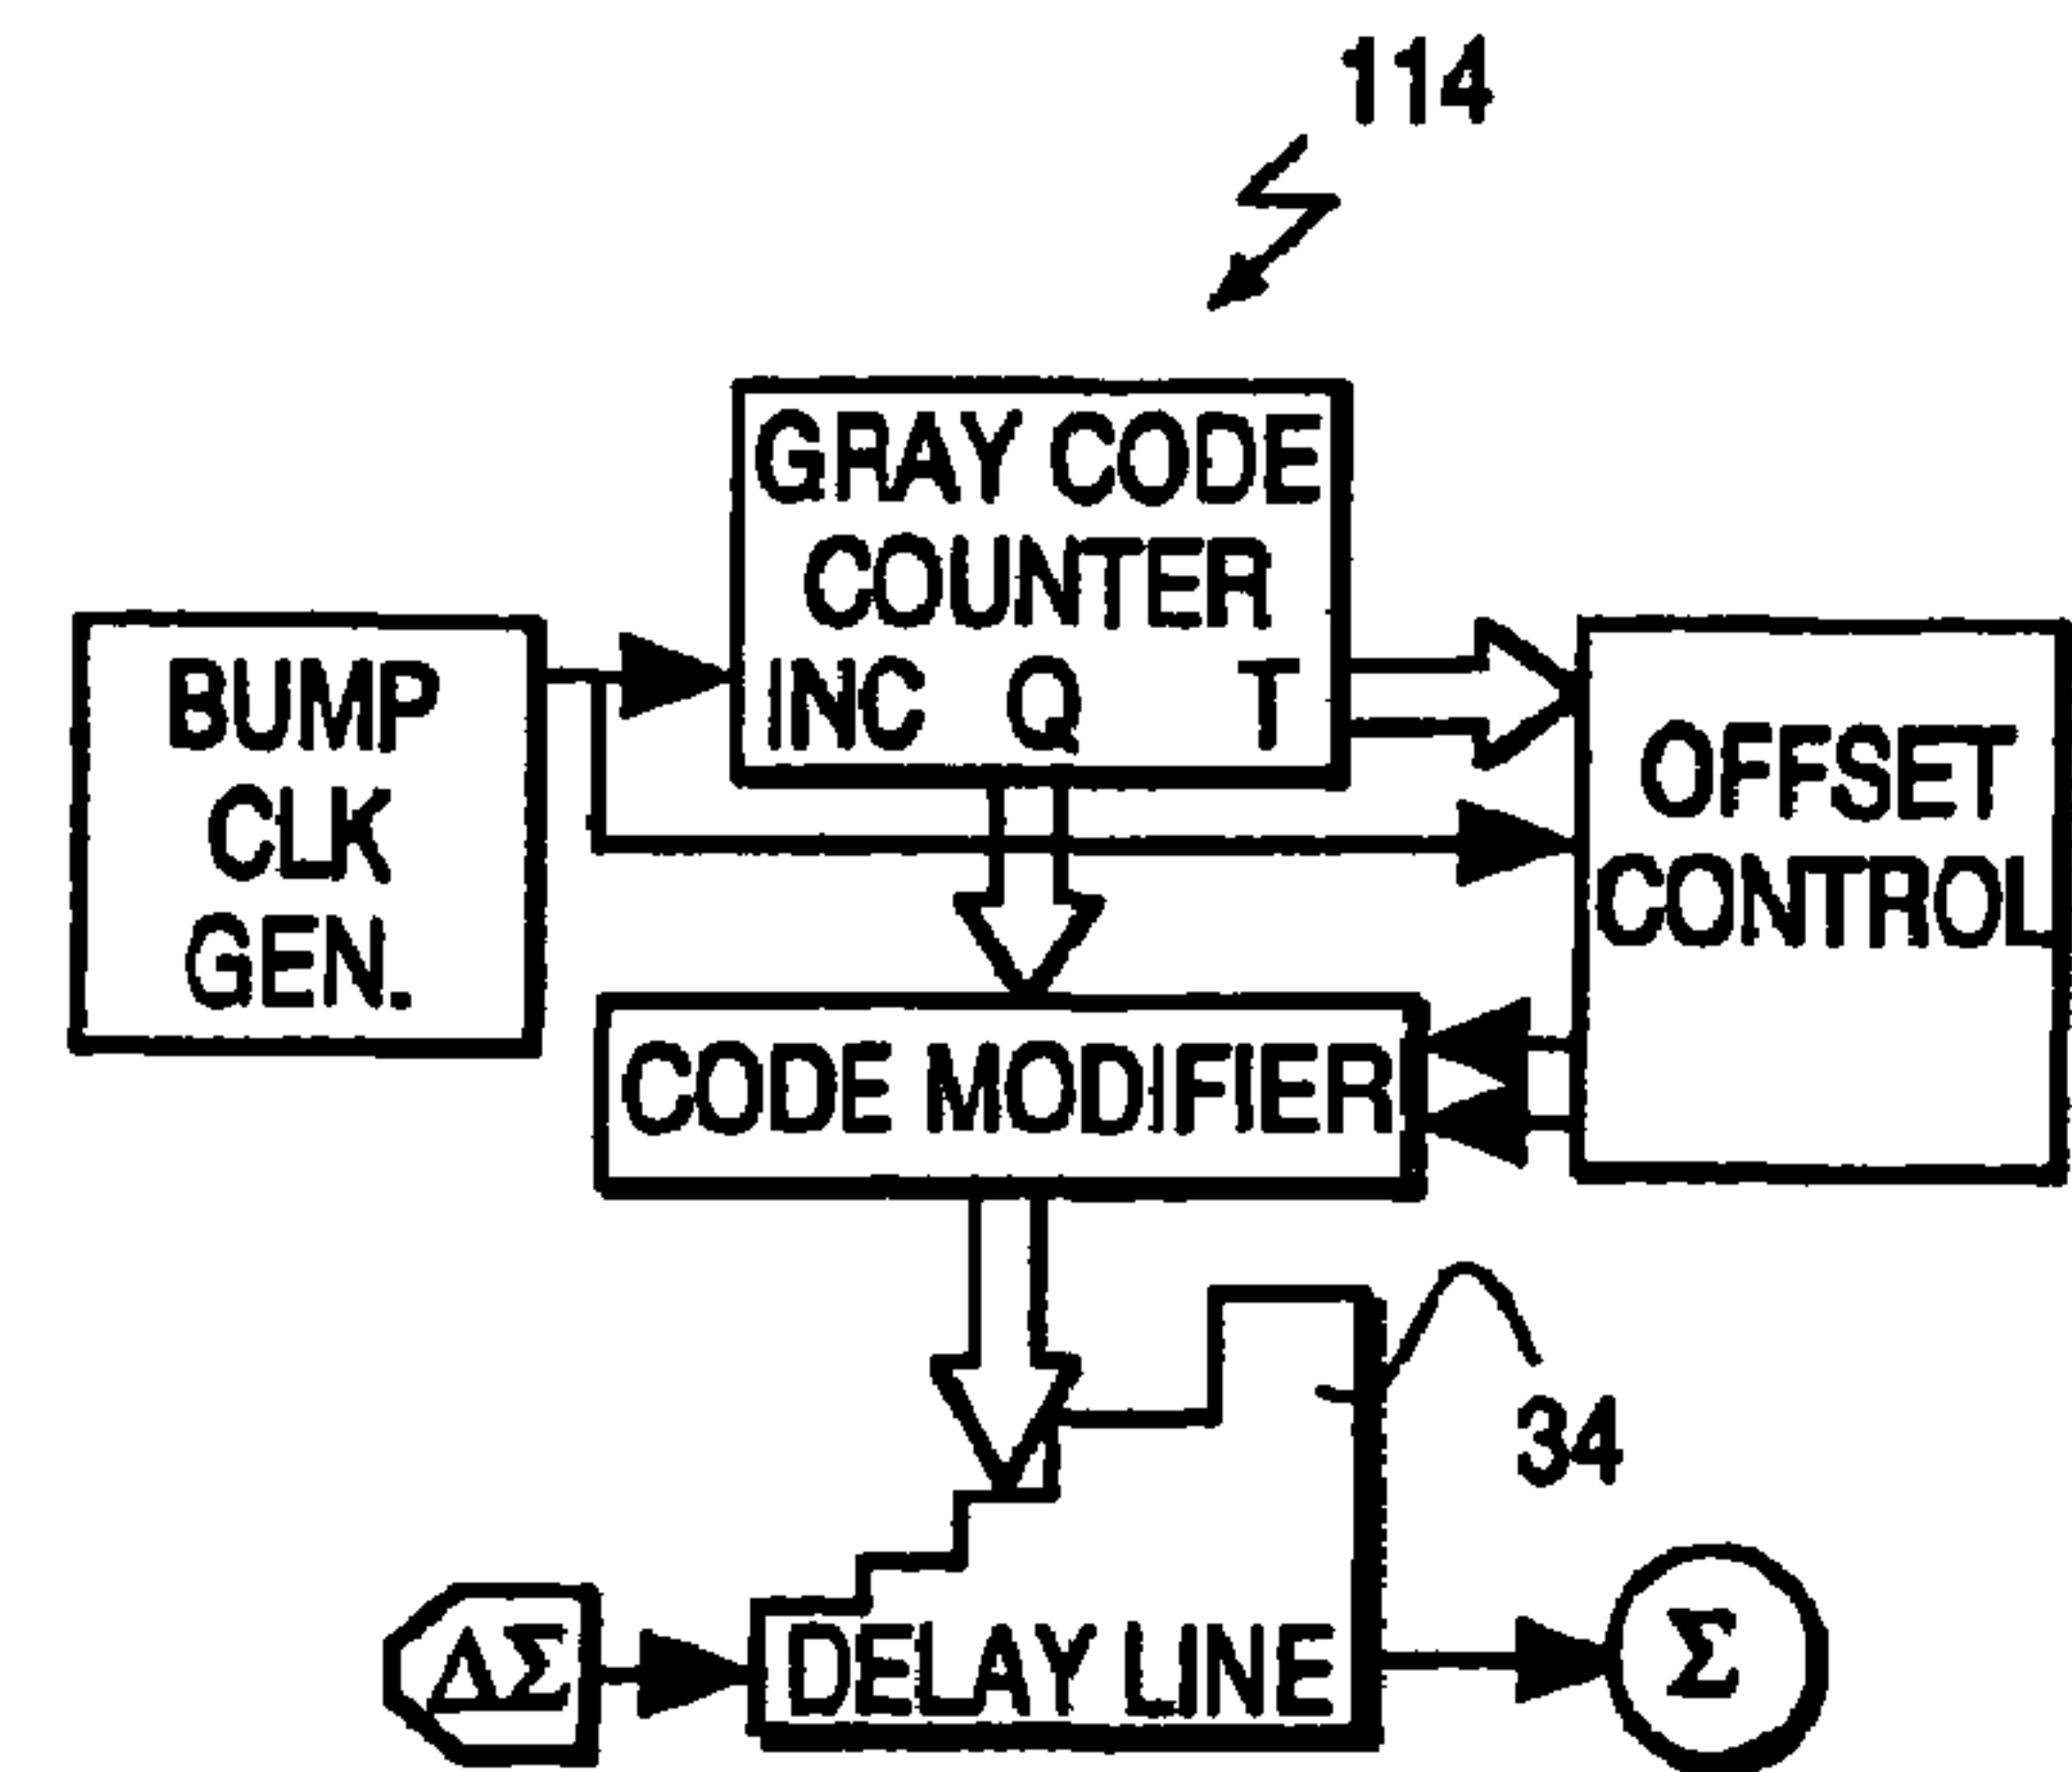 114
GRAY CODE
COUNTER
INC Q T
BUMP
CLK
GEN.
OFFSET
CONTROL
CODE MODIFIER
34
ΔΣ
DELAY LINE
Σ